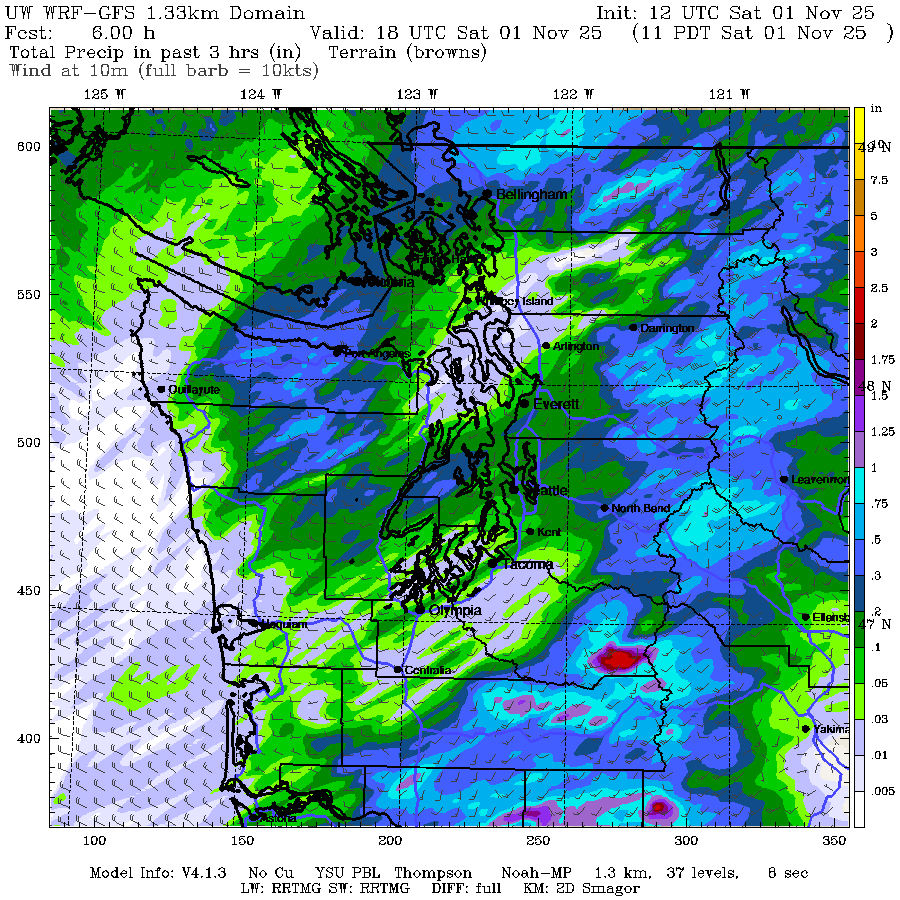 UW WRF-GFS 1.33km Domain Init: 12 UTC Sat 01 Nov 25
Fcst: 6.00 h Valid: 18 UTC Sat 01 Nov 25 (11 PDT Sat 01 Nov 25 )
Total Precip in past 3 hrs (in) Terrain (browns)
Wind at 10m (full barb = 10kts)
125 W 124 W 123 W 122 W 121 W
in
600
49 N
7.5
Bellingham
5
3
Victoria
2.5
550
Whidbey Island
Darrington
2
Arlington
Port Angeles
1.75
48 N
Quillayute
1.5
Everett
1.25
500
1
Leavenworth
Seattle
.75
North Bend
Kent
.5
Tacoma
.3
450
Olympia
.2
Ellensb
47 N
Hoquiam
.1
Centralia
.05
.03
Yakima
400
.01
.005
Astoria
100 150 200 250 300 350
Model Info: V4.1.3 No Cu YSU PBL Thompson Noah-MP 1.3 km, 37 levels, 8 sec
LW: RRTMG SW: RRTMG DIFF: full KM: 2D Smagor